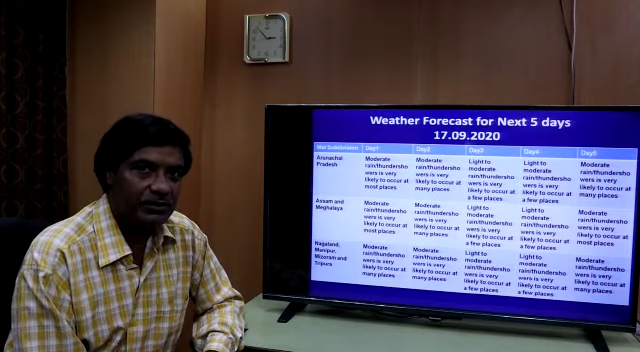 Weather Forecast for Next 5 days
17.09.2020
Met Subdivision Day1 Day2 Day3 Day4 Day5
Arunachal Pradesh
Moderate
rain/thundersho
wers is very
likely to occur at
most places
Moderate
rain/thundersho
wers is very
likely to occur at
many places
Light to
moderate
rain/thundersho
wers is very
likely to occur at
a few places
Light to
moderate
rain/thundersho
wers is very
likely to occur at
a few places
Moderate
rain/thundersho
wers is very
likely to occur at
many places
Assam and
Meghalaya
Moderate
rain/thundersho
wers is very
likely to occur at
most places
Moderate
rain/thundersho
wers is very
likely to occur at
many places
Light to
moderate
rain/thundersho
wers is very
likely to occur at
a few places
Light to
moderate
rain/thundersho
wers is very
likely to occur at
a few places
Moderate
rain/thundersho
wers is very
likely to occur at
most places
Nagaland,
Manipur,
Mizoram and
Tripura
Moderate
rain/thundersho
wers is very
likely to occur at
many places
Moderate
rain/thundersho
wers is very
likely to occur at
many places
Light to
moderate
rain/thundersho
wers is very
likely to occur at
a few places
Light to
moderate
rain/thundersho
wers is very
likely to occur at
a few places
Moderate
rain/thundersho
wers is very
likely to occur at
many places